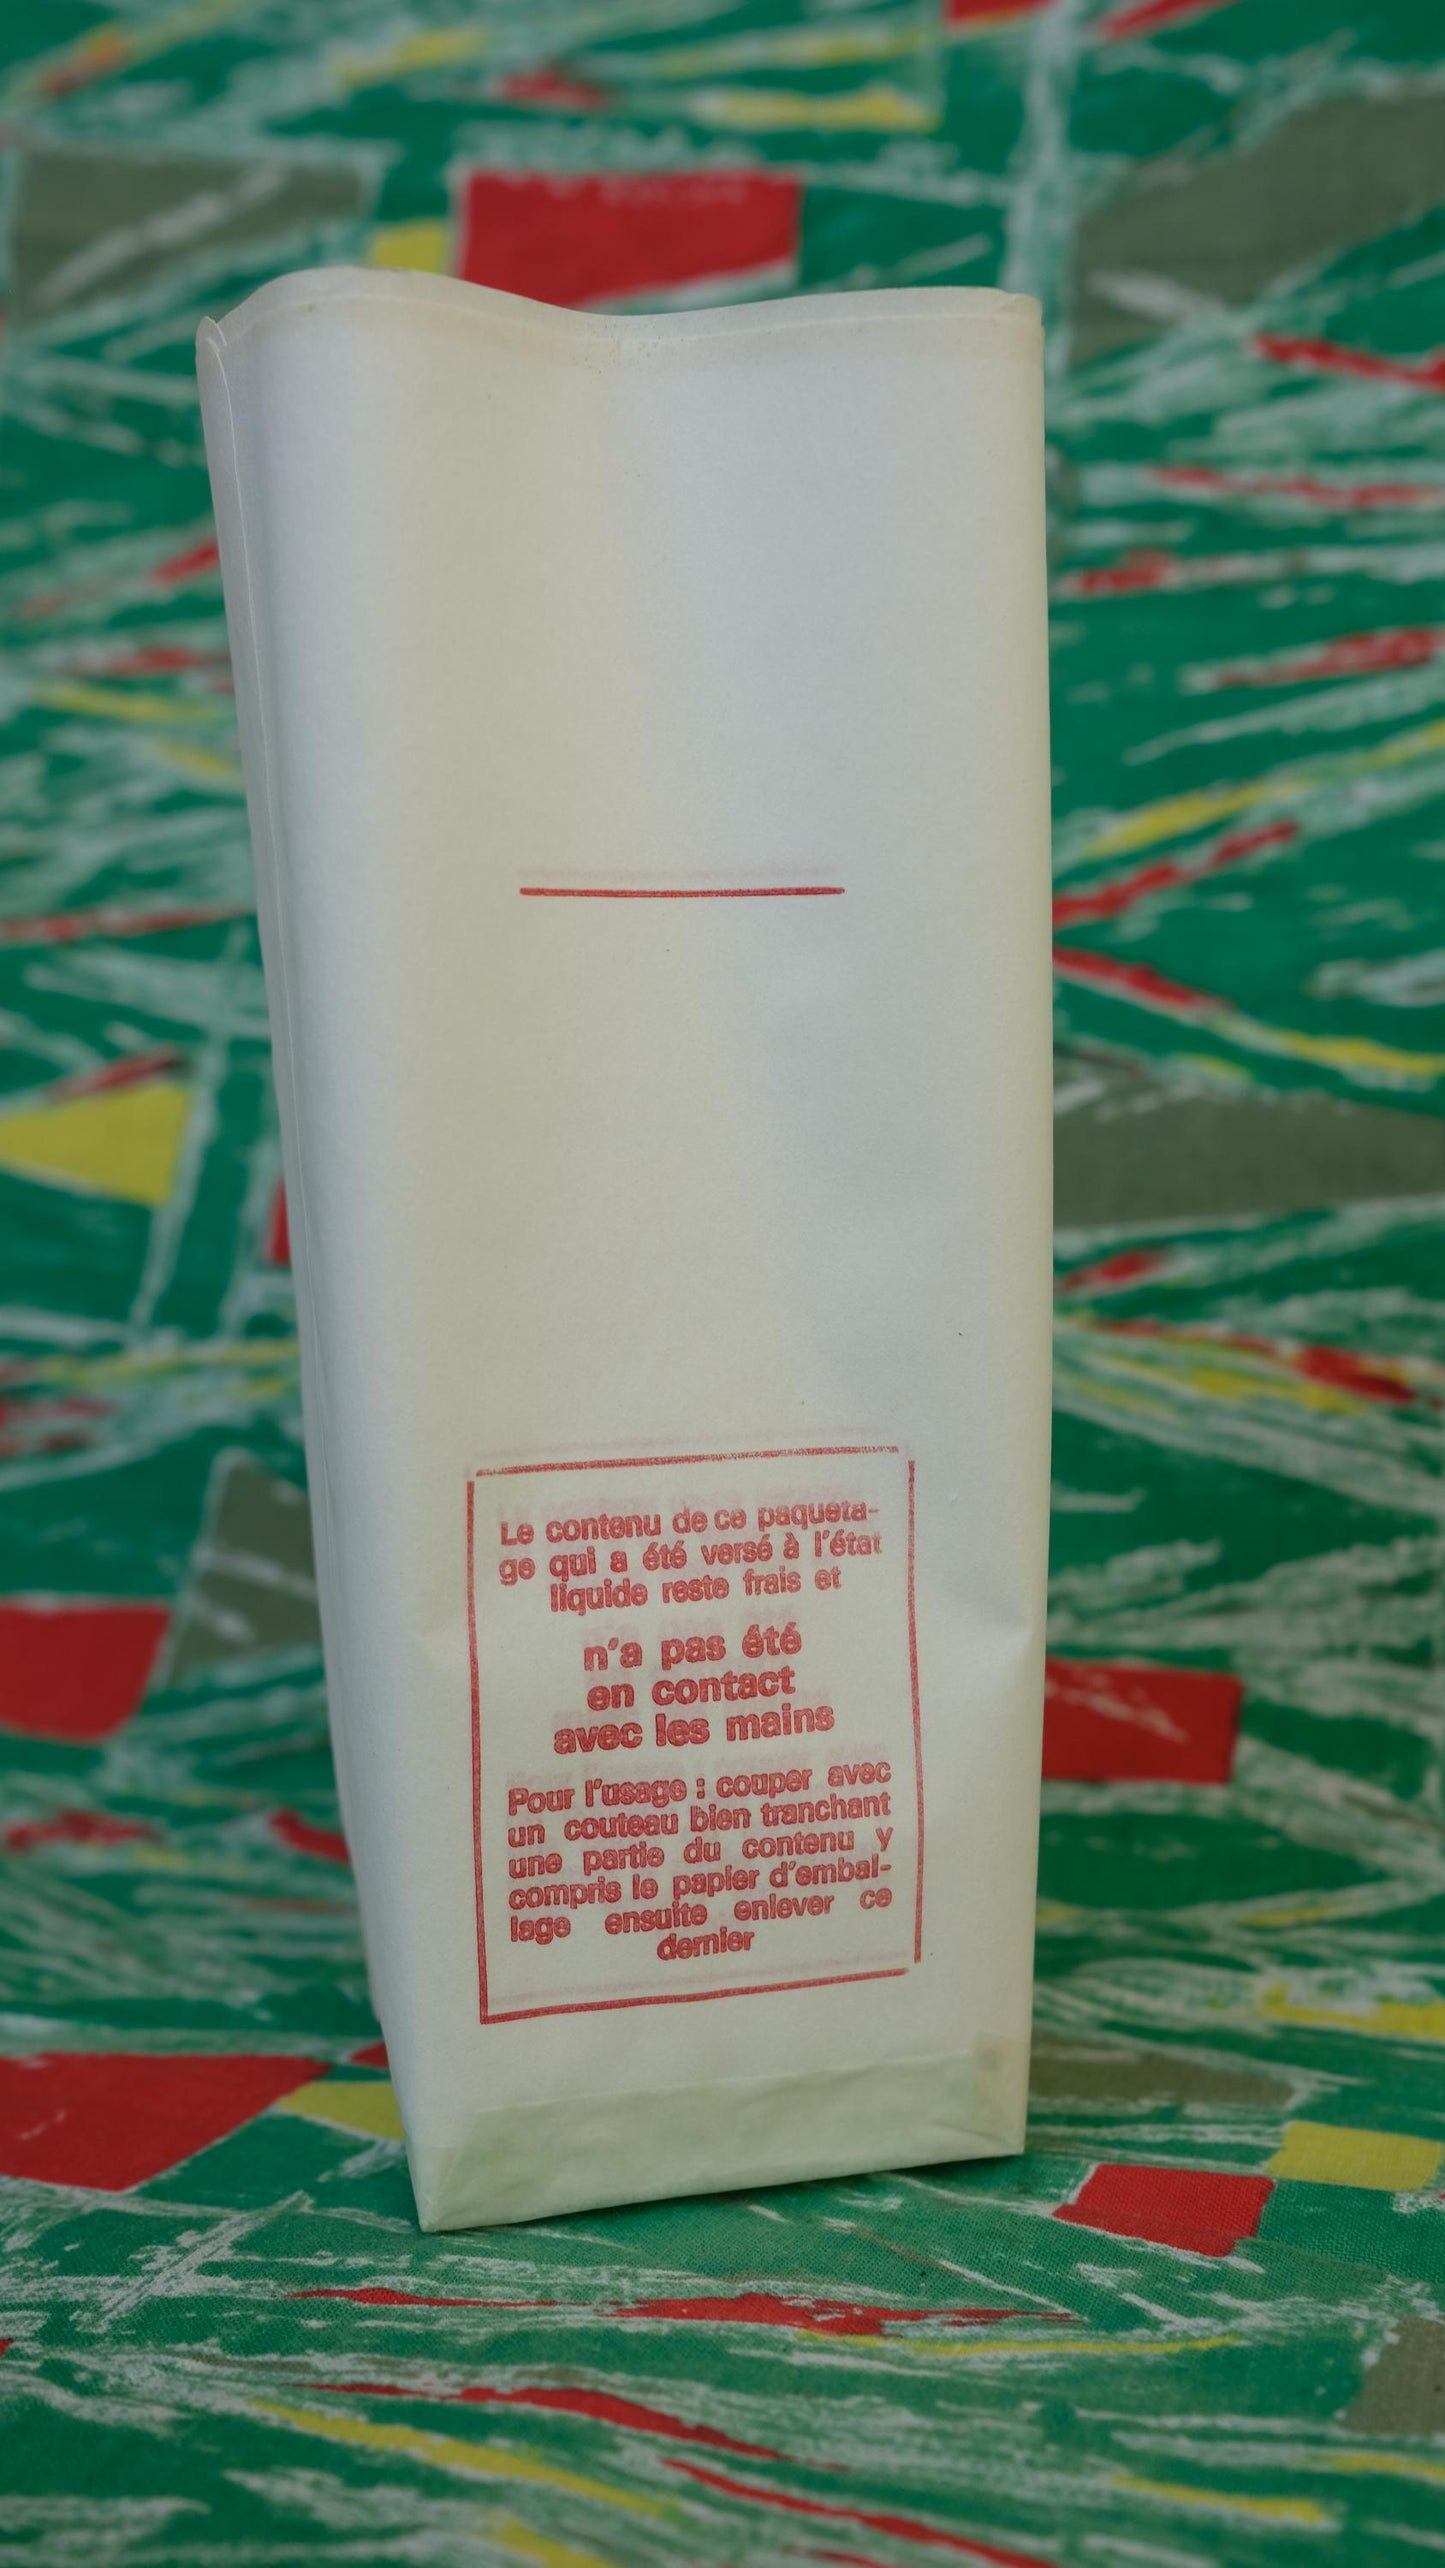 Le contenu de ce paqueta-
ge qui a été versé à l'état
liquide reste frais et
n'a pas été
en contact
avec les mains
Pour l'usage : couper avec
un couteau bien tranchant
une partie du contenu y
compris le papier d'embal-
lage ensuite enlever ce
dernier